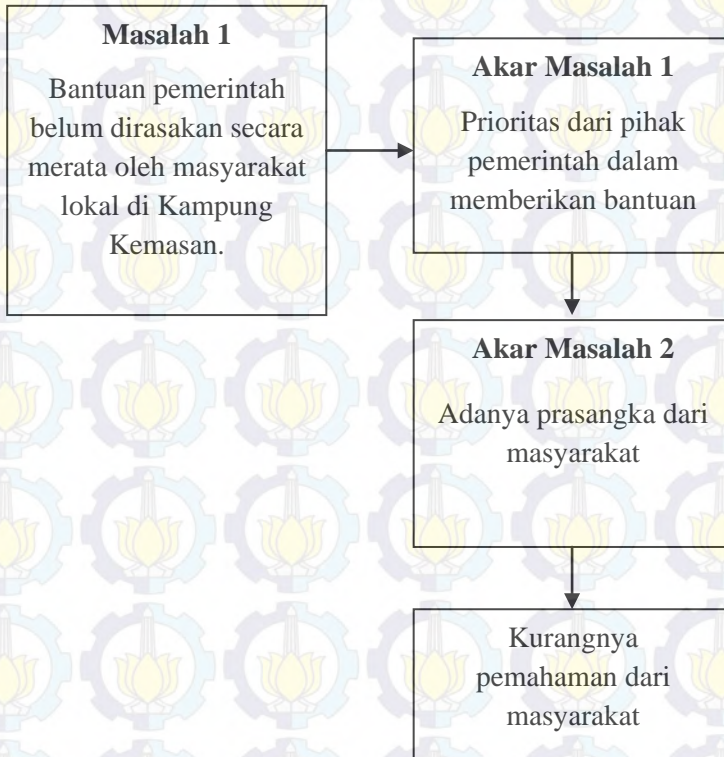 Masalah 1
Bantuan pemerintah
belum dirasakan secara
merata oleh masyarakat
lokal di Kampung
Kemasan.
Akar Masalah 1
Prioritas dari pihak
pemerintah dalam
memberikan bantuan
Akar Masalah 2
Adanya prasangka dari
masyarakat
Kurangnya
pemahaman dari
masyarakat